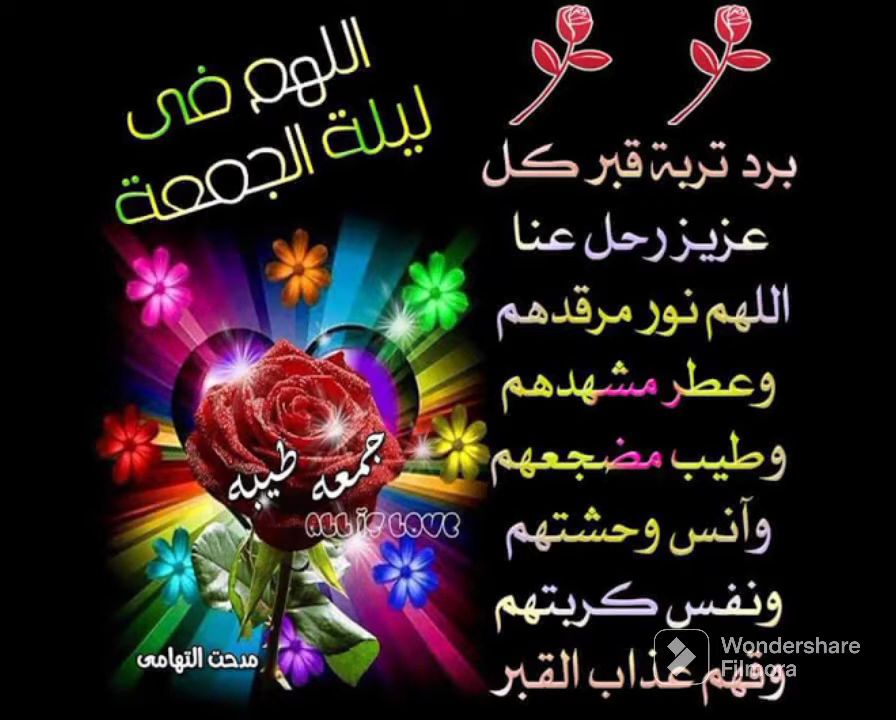 اللهم فى
ليلة الجمعة
برد تربة قبر كل
عزيز رحل عنا
اللهم نور مرقدهم
وعطر مشهدهم
وطيب مضجعهم
وآنس وحشتهم
ونفس كربتهم
وقهم عذاب القبر
جمعه طيبه
ALL iS LOVE
مدحت التهامى
Wondershare
Filmora